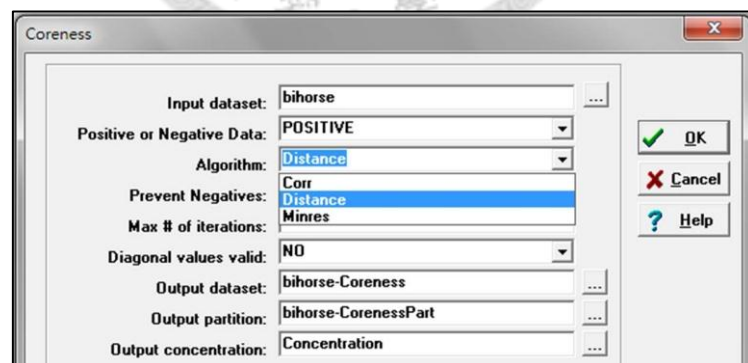 Coreness
Input dataset: bihorse ...
Positive or Negative Data: POSITIVE
Algorithm: Distance
Corr
Prevent Negatives: Distance
Minres
Max # of iterations:
Diagonal values valid: NO
Output dataset: bihorse-Coreness ...
Output partition: bihorse-CorenessPart ...
Output concentration: Concentration ...
OK
Cancel
Help